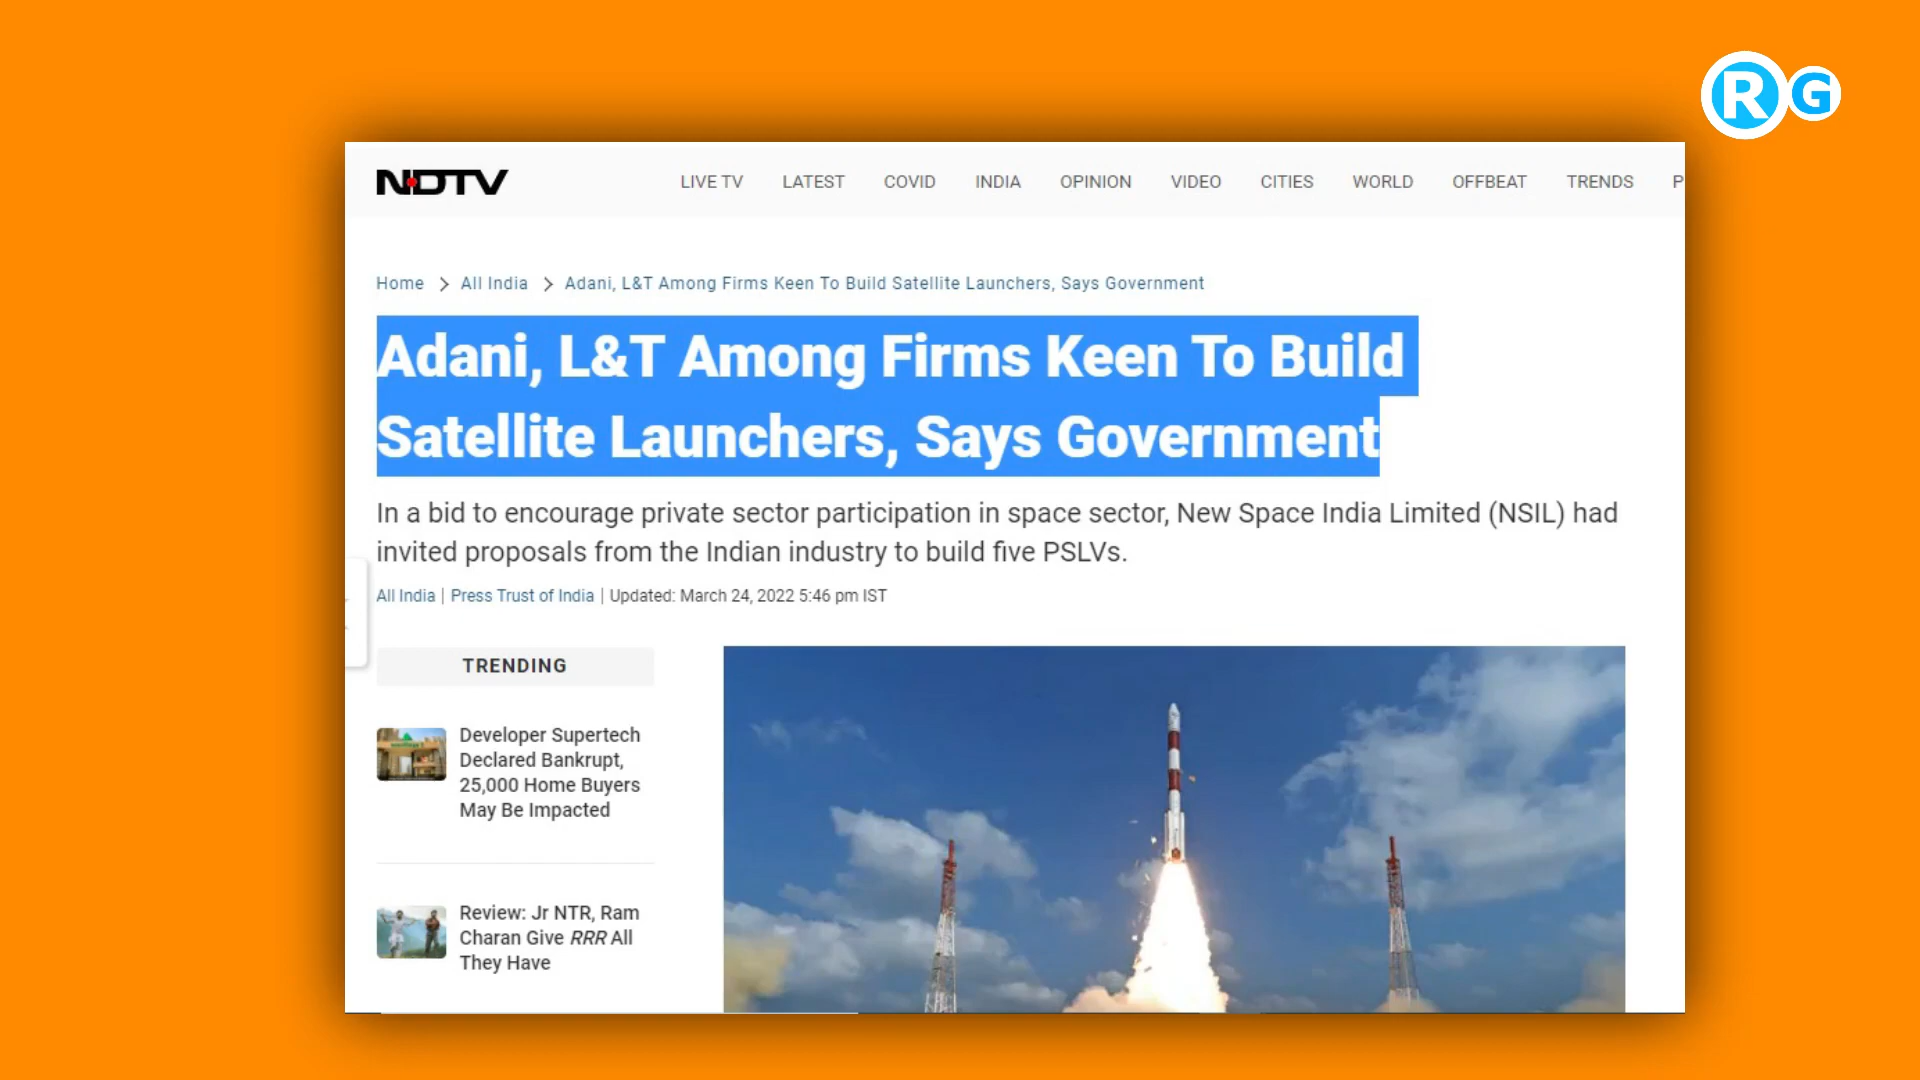 RG
NDTV
LIVE TV LATEST COVID INDIA OPINION VIDEO CITIES WORLD OFFBEAT TRENDS P
Home > All India > Adani, L&T Among Firms Keen To Build Satellite Launchers, Says Government
Adani, L&T Among Firms Keen To Build
Satellite Launchers, Says Government
In a bid to encourage private sector participation in space sector, New Space India Limited (NSIL) had
invited proposals from the Indian industry to build five PSLVs.
All India | Press Trust of India | Updated: March 24, 2022 5:46 pm IST
TRENDING
Developer Supertech
Declared Bankrupt,
25,000 Home Buyers
May Be Impacted
Review: Jr NTR, Ram
Charan Give RRR All
They Have